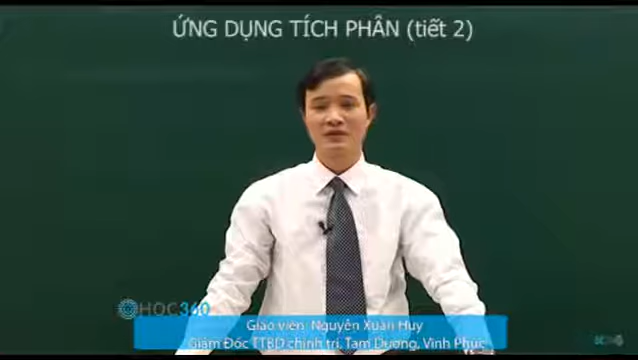 ỨNG DỤNG TÍCH PHÂN (tiết 2)
HOC360
Giáo viên: Nguyễn Xuân Huy
Giám Đốc TTBD chính trị, Tam Dương, Vĩnh Phúc